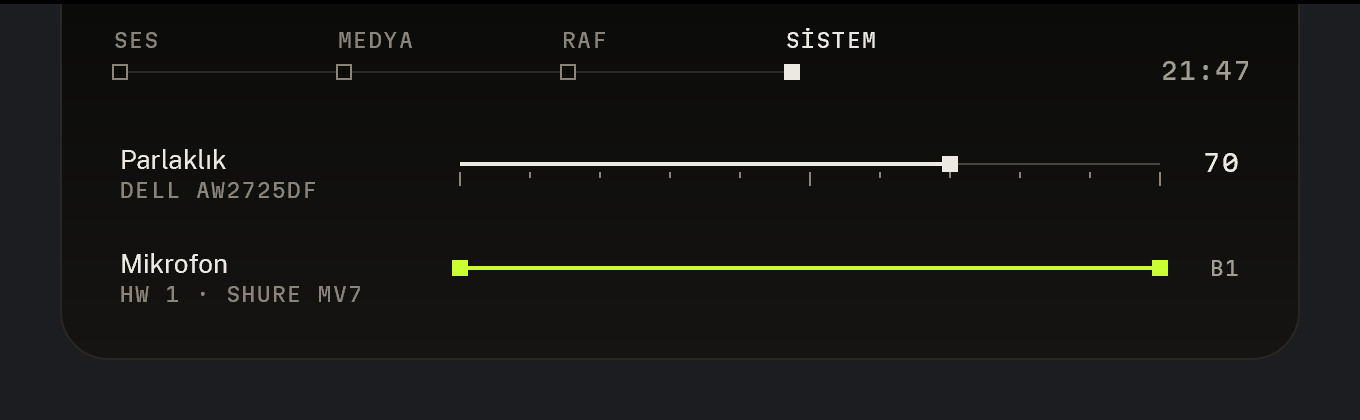 SES MEDYA RAF SİSTEM
21:47
Parlaklık
70
DELL AW2725DF
Mikrofon
B1
HW 1 · SHURE MV7